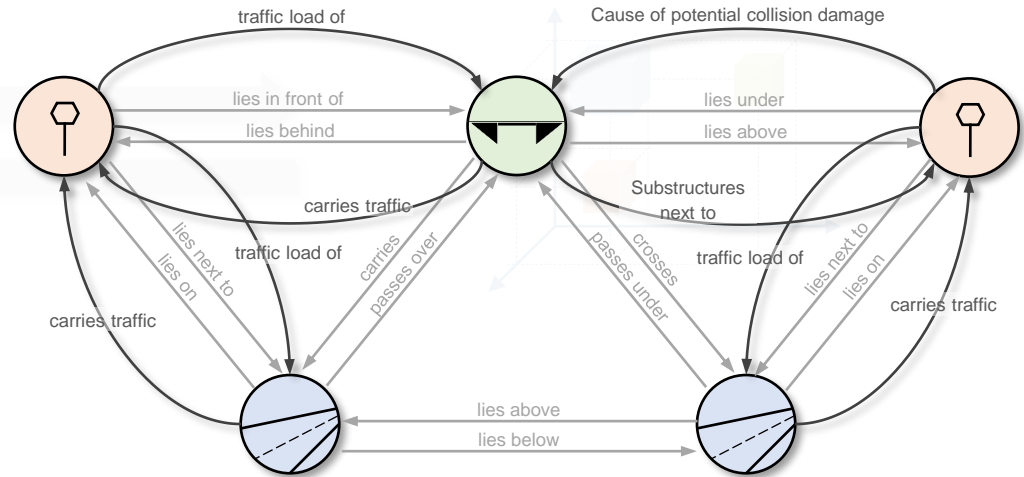 traffic load of
Cause of potential collision damage
lies in front of
lies under
lies behind
lies above
carries traffic
Substructures
next to
lies next to
lies on
traffic load of
carries
passes over
crosses
passes under
traffic load of
lies next to
lies on
carries traffic
carries traffic
lies above
lies below